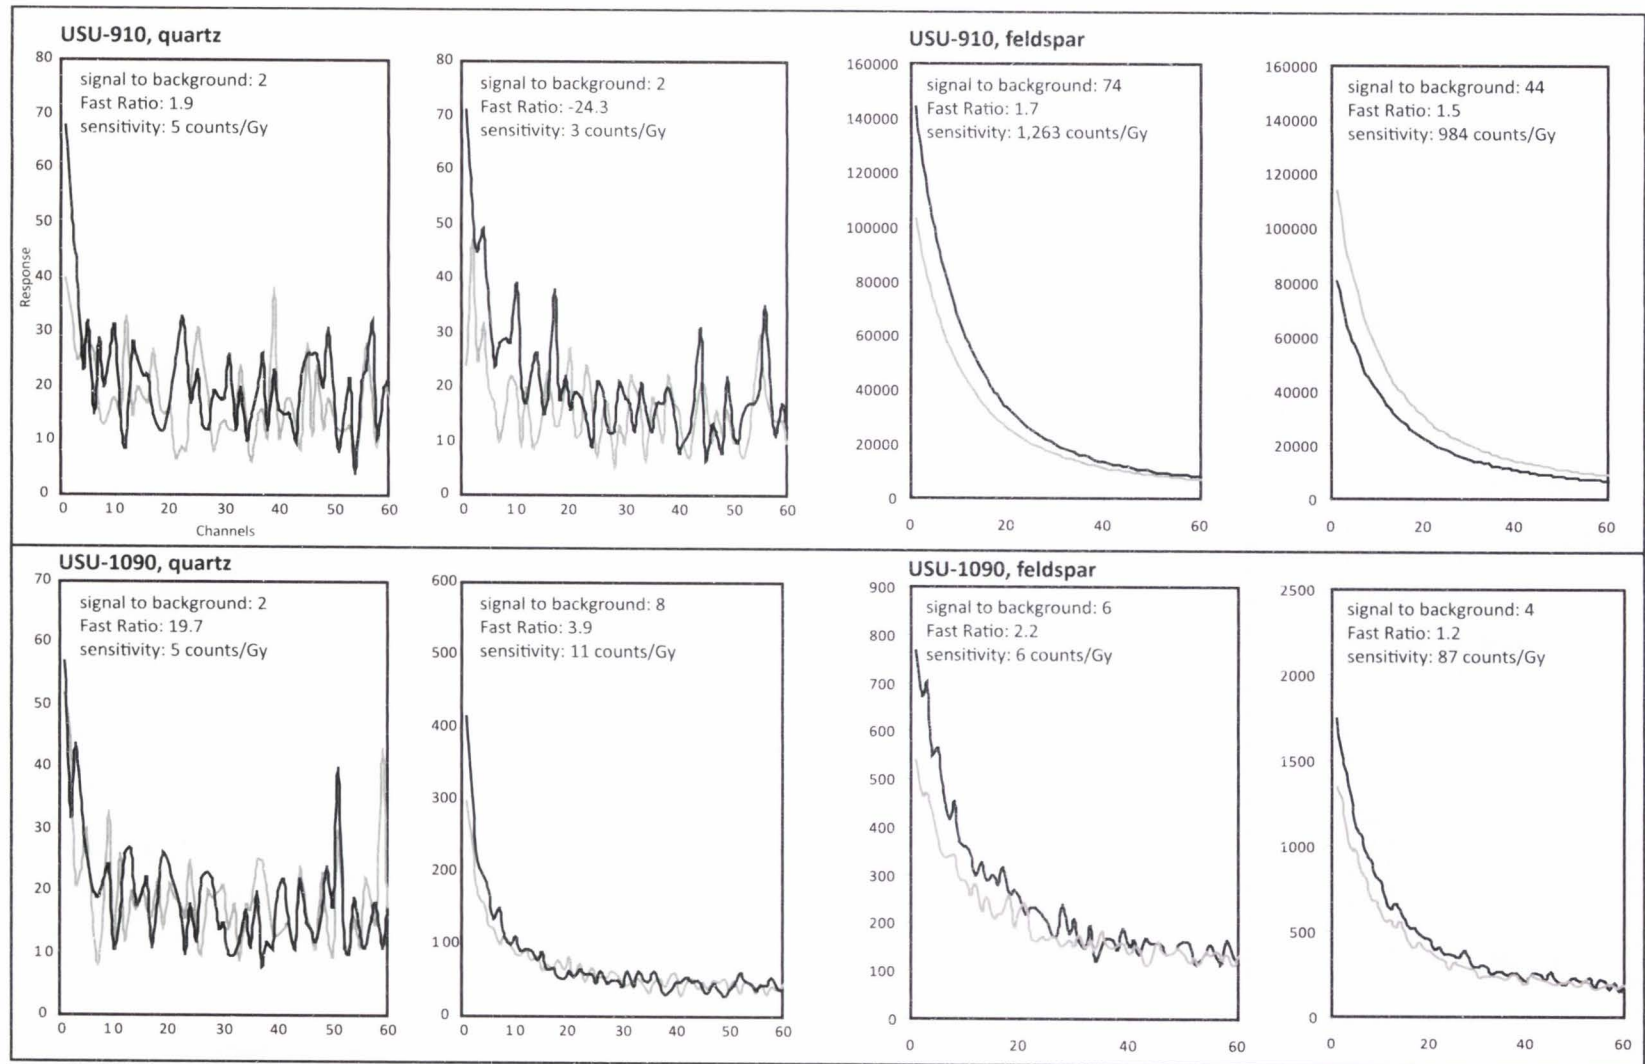 USU-910, quartz
80
70
60
50
40
30
20
10
0
Response
signal to background: 2
Fast Ratio: 1.9
sensitivity: 5 counts/Gy
0 10 20 30 40 50 60
Channels
80
70
60
50
40
30
20
10
0
signal to background: 2
Fast Ratio: -24.3
sensitivity: 3 counts/Gy
10 20 30 40 50 60
USU-910, feldspar
160000
140000
120000
100000
80000
60000
40000
20000
0
signal to background: 74
Fast Ratio: 1.7
sensitivity: 1,263 counts/Gy
0 20 40 60
160000
140000
120000
100000
80000
60000
40000
20000
0
signal to background: 44
Fast Ratio: 1.5
sensitivity: 984 counts/Gy
0 20 40 60
USU-1090, quartz
70
60
50
40
30
20
10
0
signal to background: 2
Fast Ratio: 19.7
sensitivity: 5 counts/Gy
0 10 20 30 40 50 60
600
500
400
300
200
100
0
signal to background: 8
Fast Ratio: 3.9
sensitivity: 11 counts/Gy
0 10 20 30 40 50 60
USU-1090, feldspar
900
800
700
600
500
400
300
200
100
0
signal to background: 6
Fast Ratio: 2.2
sensitivity: 6 counts/Gy
0 20 40 60
2500
2000
1500
1000
500
0
signal to background: 4
Fast Ratio: 1.2
sensitivity: 87 counts/Gy
0 20 40 60